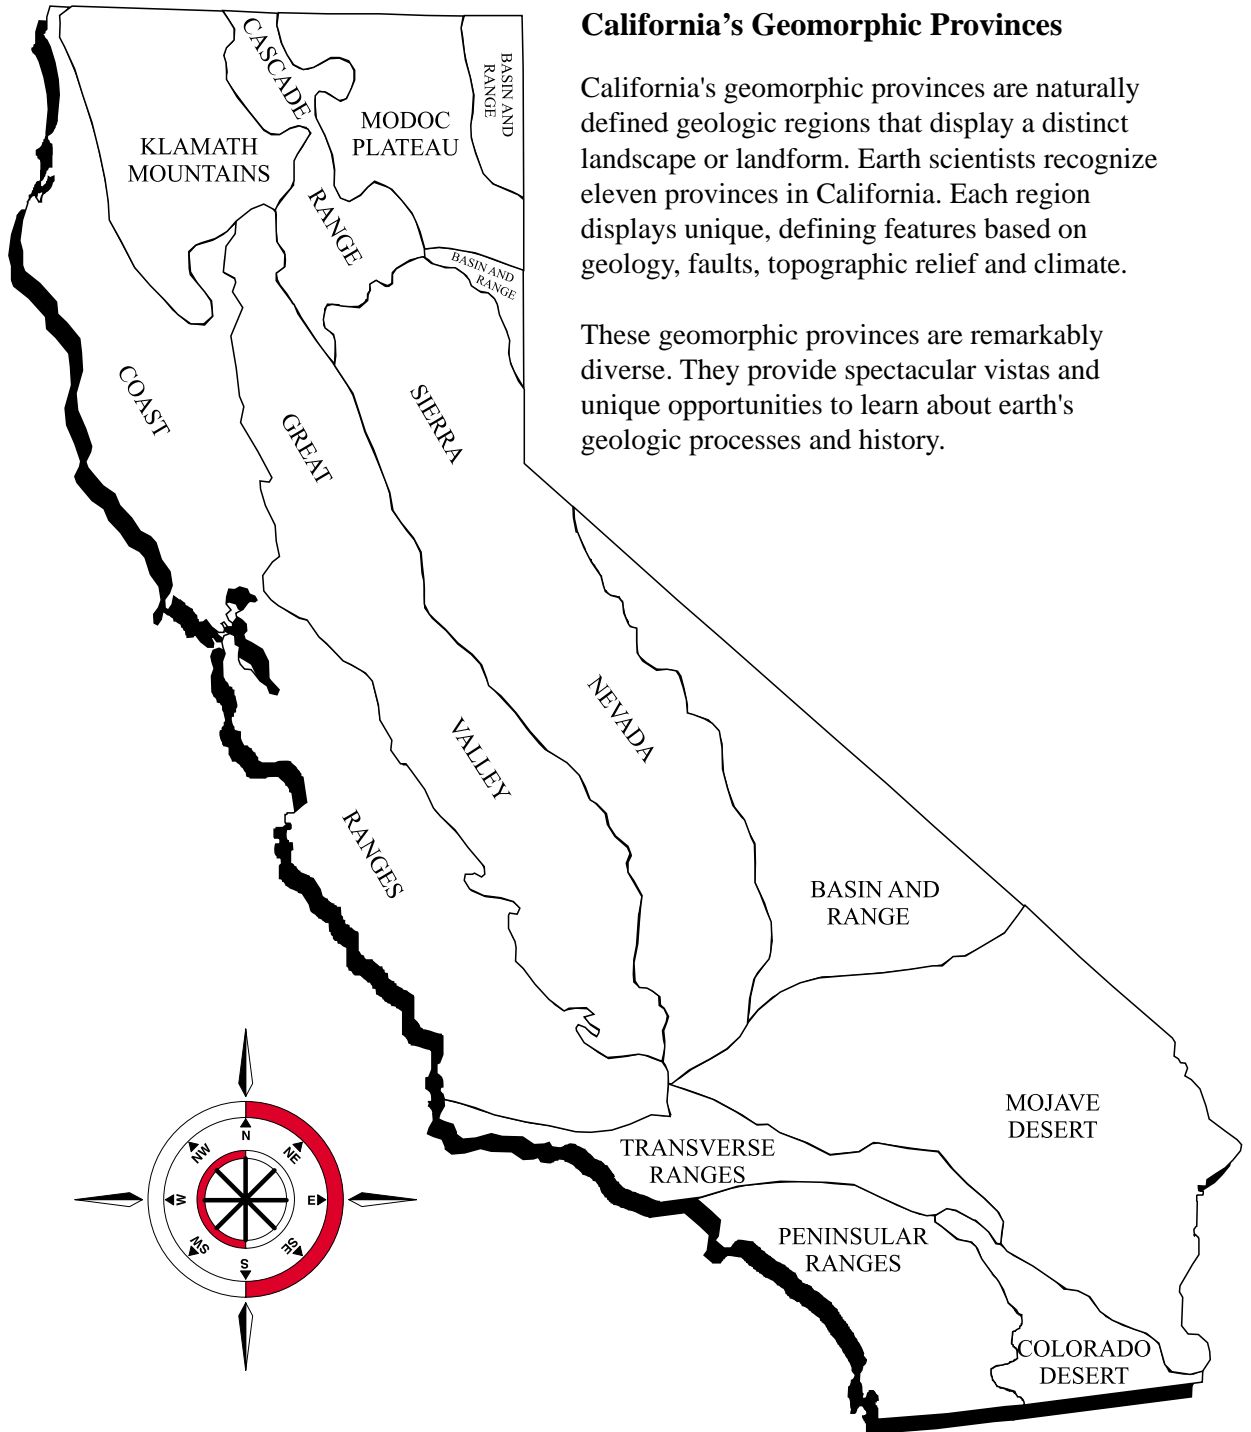 California’s Geomorphic Provinces
California's geomorphic provinces are naturally
defined geologic regions that display a distinct
landscape or landform. Earth scientists recognize
eleven provinces in California. Each region
displays unique, defining features based on
geology, faults, topographic relief and climate.
These geomorphic provinces are remarkably
diverse. They provide spectacular vistas and
unique opportunities to learn about earth's
geologic processes and history.
CASCADE
RANGE
BASIN AND
RANGE
MODOC
PLATEAU
KLAMATH
MOUNTAINS
BASIN AND
RANGE
COAST
RANGES
GREAT
VALLEY
SIERRA
NEVADA
BASIN AND
RANGE
MOJAVE
DESERT
TRANSVERSE
RANGES
PENINSULAR
RANGES
COLORADO
DESERT
N
NE
E
SE
S
SW
W
NW